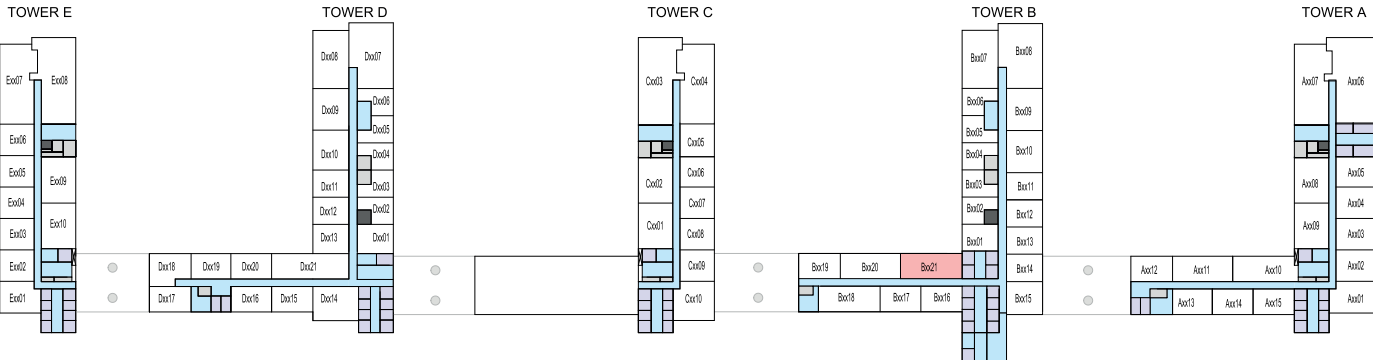 TOWER E
TOWER D
TOWER C
TOWER B
TOWER A
Exx07
Exx08
Exx06
Exx05
Exx09
Exx04
Exx10
Exx03
Exx02
Exx01
Dxx08
Dxx07
Dxx09
Dxx06
Dxx05
Dxx10
Dxx04
Dxx11
Dxx03
Dxx12
Dxx02
Dxx13
Dxx01
Dxx18
Dxx19
Dxx20
Dxx21
Dxx17
Dxx16
Dxx15
Dxx14
Cxx03
Cxx04
Cxx05
Cxx06
Cxx02
Cxx07
Cxx01
Cxx08
Cxx09
Cxx10
Bxx07
Bxx08
Bxx06
Bxx09
Bxx05
Bxx04
Bxx10
Bxx03
Bxx11
Bxx02
Bxx12
Bxx01
Bxx13
Bxx19
Bxx20
Bxx21
Bxx14
Bxx18
Bxx17
Bxx16
Bxx15
Axx07
Axx06
Axx05
Axx08
Axx04
Axx09
Axx03
Axx12
Axx11
Axx10
Axx02
Axx13
Axx14
Axx15
Axx01